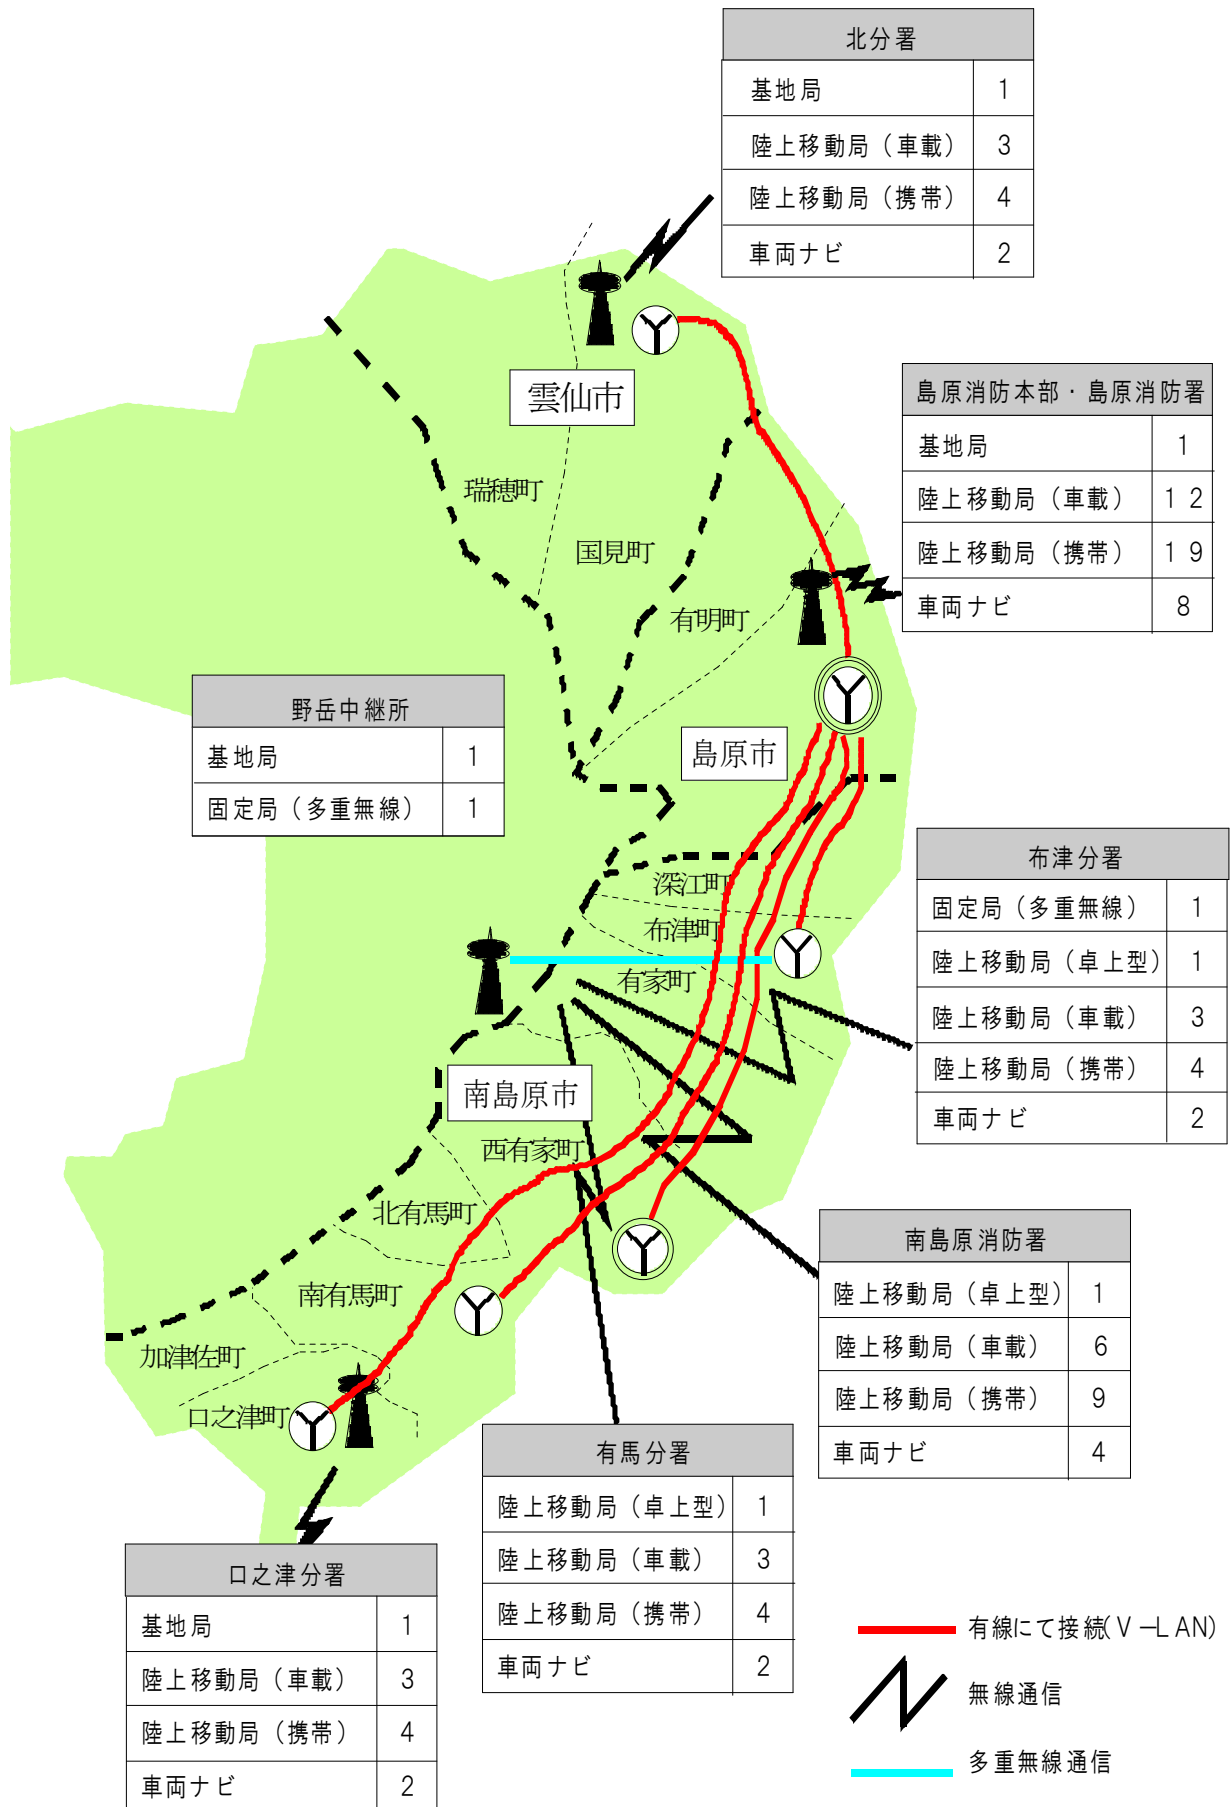 北分署
基地局 1
陸上移動局（車載） 3
陸上移動局（携帯） 4
車両ナビ 2
雲仙市
島原消防本部・島原消防署
基地局 1
陸上移動局（車載） 12
陸上移動局（携帯） 19
車両ナビ 8
瑞穂町
国見町
有明町
野岳中継所
基地局 1
固定局（多重無線） 1
島原市
深江町
布津町
有家町
布津分署
固定局（多重無線） 1
陸上移動局（卓上型） 1
陸上移動局（車載） 3
陸上移動局（携帯） 4
車両ナビ 2
南島原市
西有家町
北有馬町
南有馬町
加津佐町
口之津町
南島原消防署
陸上移動局（卓上型） 1
陸上移動局（車載） 6
陸上移動局（携帯） 9
車両ナビ 4
有馬分署
陸上移動局（卓上型） 1
陸上移動局（車載） 3
陸上移動局（携帯） 4
車両ナビ 2
口之津分署
基地局 1
陸上移動局（車載） 3
陸上移動局（携帯） 4
車両ナビ 2
有線にて接続(V－LAN)
無線通信
多重無線通信